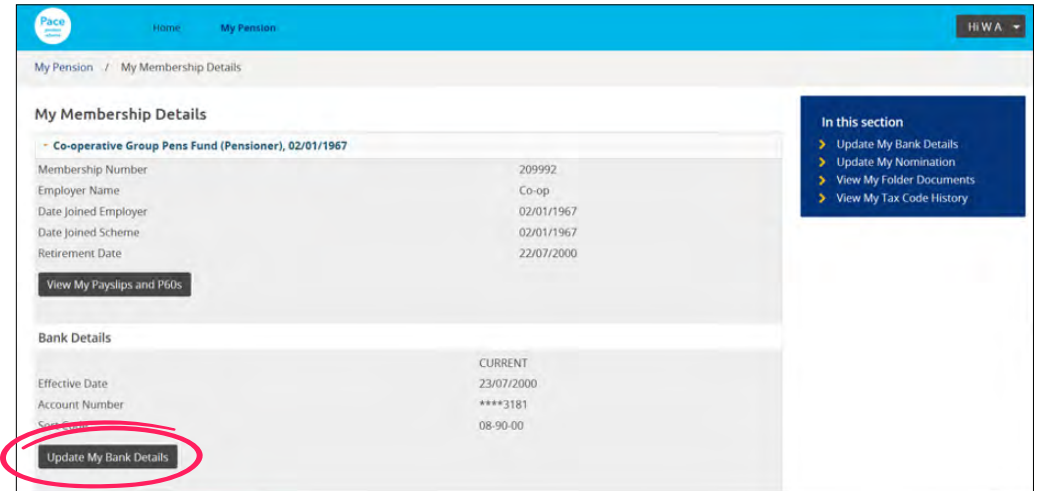 Pace
pension
scheme
Home My Pension
Hi W A
My Pension / My Membership Details
My Membership Details
Co-operative Group Pens Fund (Pensioner), 02/01/1967
Membership Number 209992
Employer Name Co-op
Date Joined Employer 02/01/1967
Date Joined Scheme 02/01/1967
Retirement Date 22/07/2000
View My Payslips and P60s
Bank Details
CURRENT
Effective Date 23/07/2000
Account Number ****3181
Sort Code 08-90-00
Update My Bank Details
In this section
Update My Bank Details
Update My Nomination
View My Folder Documents
View My Tax Code History